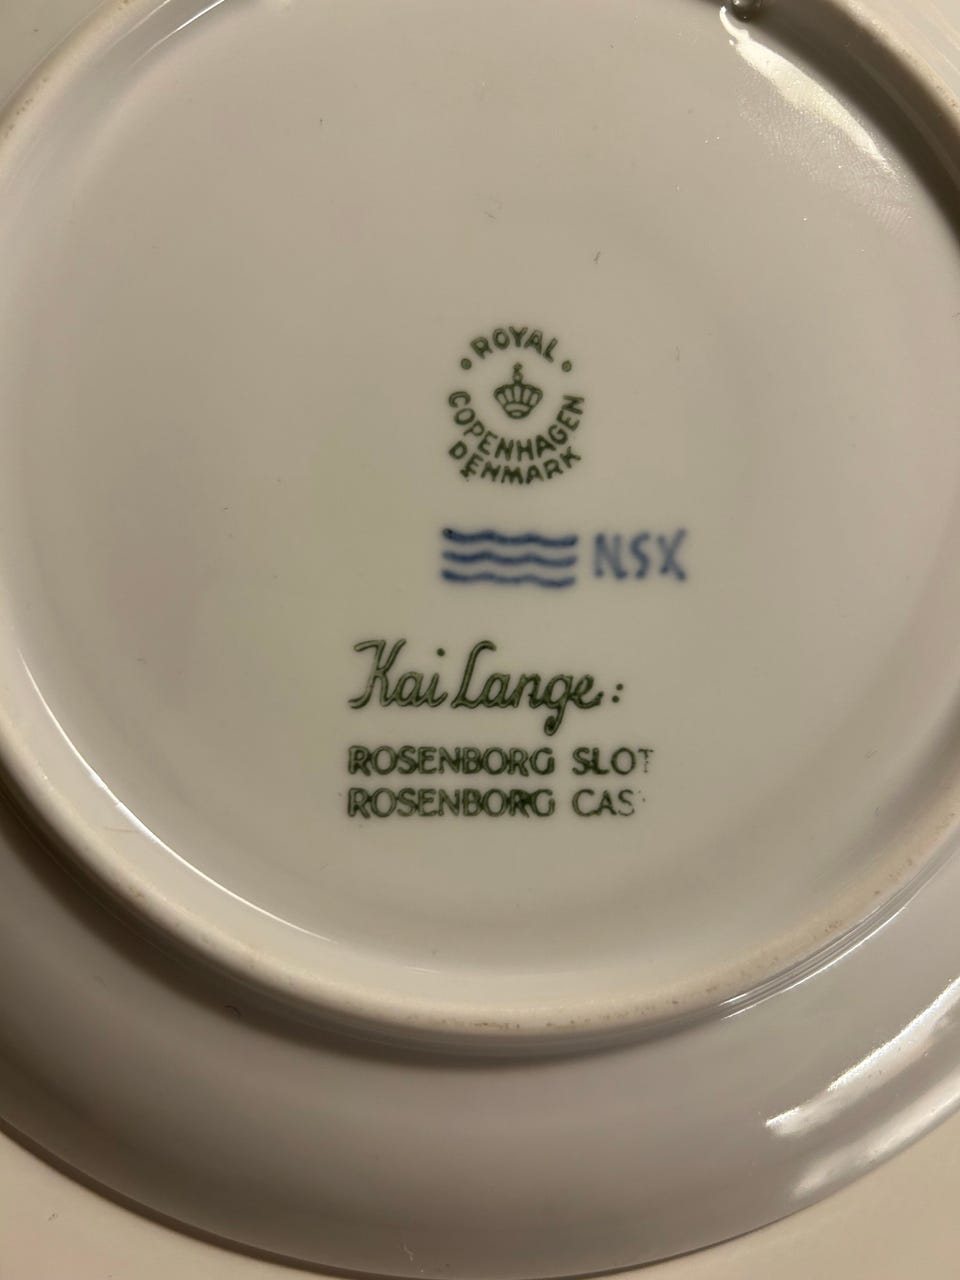 ROYAL
COPENHAGEN
DENMARK
NSX
Kai Lange:
ROSENBORG SLOT
ROSENBORG CAS